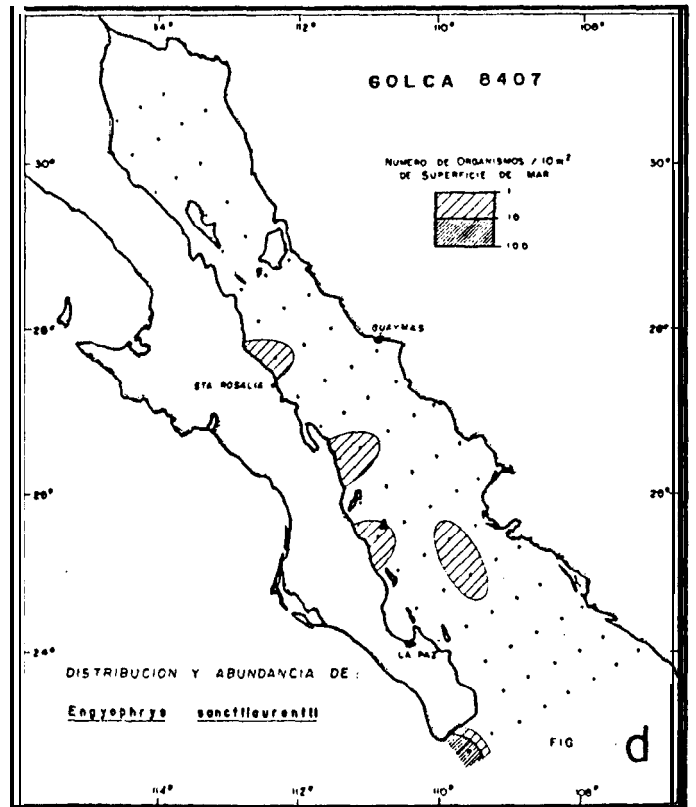 114° 112° 110° 108°
GOLCA 8407
NUMERO DE ORGANISMOS / 10 m²
DE SUPERFICIE DE MAR
1
10
100
30° 30°
28° 28°
GUAYMAS
STA ROSALIA
26° 26°
24° 24°
LA PAZ
DISTRIBUCION Y ABUNDANCIA DE:
Engyophrys sanctilaurentii
FIG d
114° 112° 110° 108°